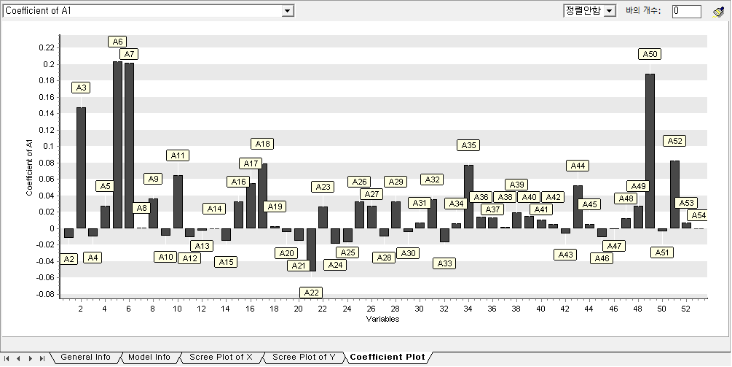 Coefficient of A1 정렬안함 바의 개수: 0
0.22
0.2
0.18
0.16
0.14
0.12
0.1
0.08
0.06
0.04
0.02
0
-0.02
-0.04
-0.06
-0.08
Coefficient of A1
A2
A3
A4
A5
A6
A7
A8
A9
A10
A11
A12
A13
A14
A15
A16
A17
A18
A19
A20
A21
A22
A23
A24
A25
A26
A27
A28
A29
A30
A31
A32
A33
A34
A35
A36
A37
A38
A39
A40
A41
A42
A43
A44
A45
A46
A47
A48
A49
A50
A51
A52
A53
A54
2 4 6 8 10 12 14 16 18 20 22 24 26 28 30 32 34 36 38 40 42 44 46 48 50 52
Variables
General Info Model Info Scree Plot of X Scree Plot of Y Coefficient Plot